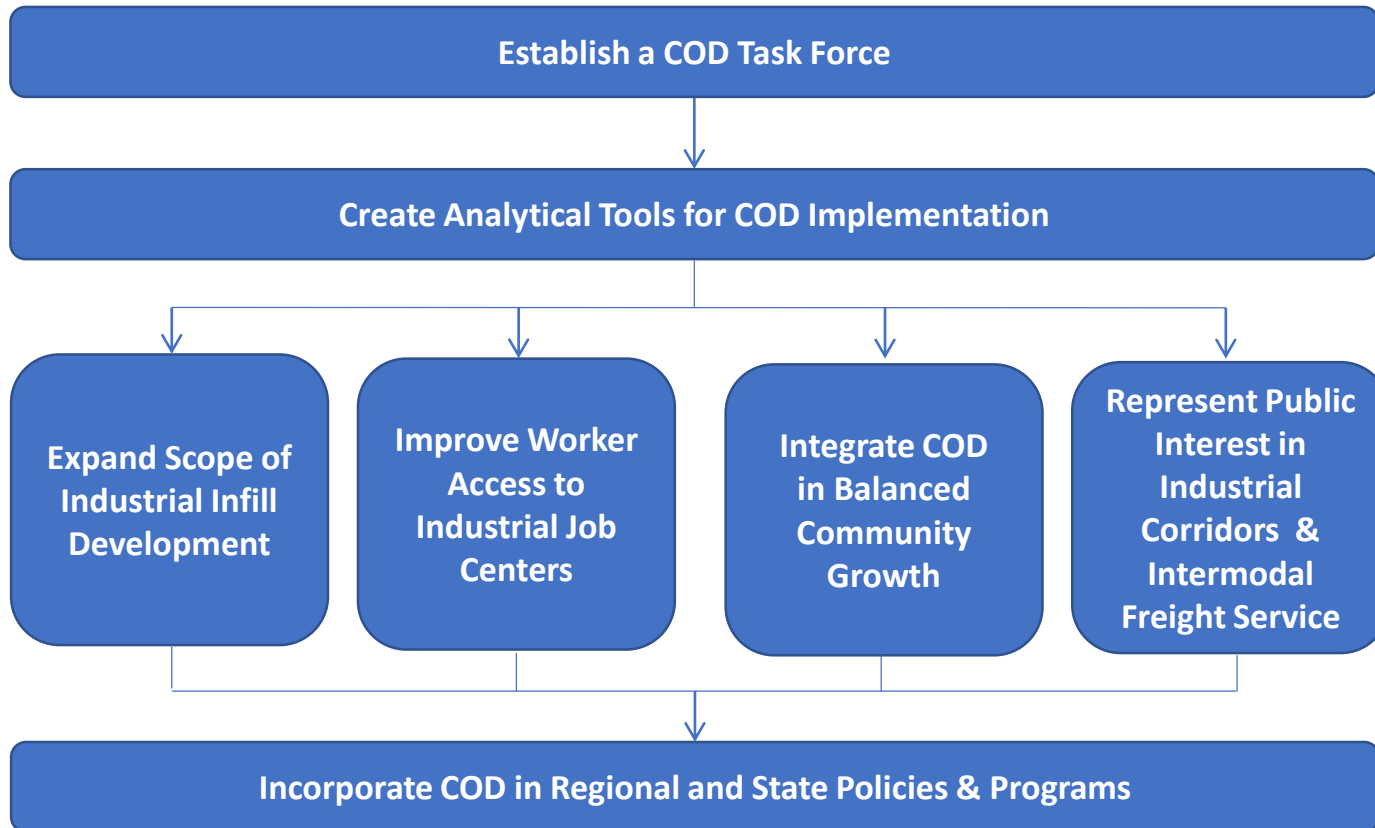 Establish a COD Task Force
Create Analytical Tools for COD Implementation
Expand Scope of
Industrial Infill
Development
Improve Worker
Access to
Industrial Job
Centers
Integrate COD
in Balanced
Community
Growth
Represent Public
Interest in
Industrial
Corridors  &
Intermodal
Freight Service
Incorporate COD in Regional and State Policies & Programs